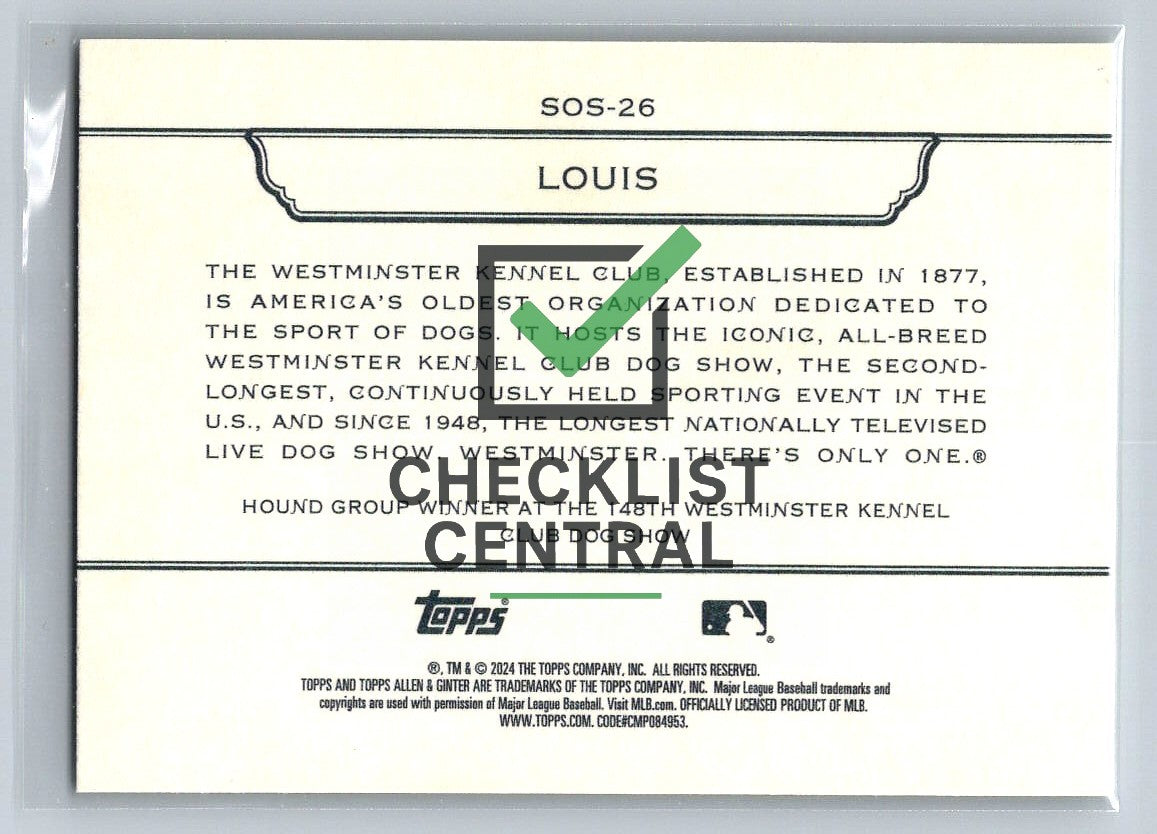 SOS-26
LOUIS
THE WESTMINSTER KENNEL CLUB, ESTABLISHED IN 1877,
IS AMERICA'S OLDEST ORGANIZATION DEDICATED TO
THE SPORT OF DOGS. IT HOSTS THE ICONIC, ALL-BREED
WESTMINSTER KENNEL CLUB DOG SHOW, THE SECOND-
LONGEST, CONTINUOUSLY HELD SPORTING EVENT IN THE
U.S., AND SINCE 1948, THE LONGEST NATIONALLY TELEVISED
LIVE DOG SHOW. WESTMINSTER. THERE'S ONLY ONE.®
CHECKLIST
HOUND GROUP WINNER AT THE 148TH WESTMINSTER KENNEL
CLUB DOG SHOW
CENTRAL
Topps®
®
®, TM & © 2024 THE TOPPS COMPANY, INC. ALL RIGHTS RESERVED.
TOPPS AND TOPPS ALLEN & GINTER ARE TRADEMARKS OF THE TOPPS COMPANY, INC. Major League Baseball trademarks and
copyrights are used with permission of Major League Baseball. Visit MLB.com. OFFICIALLY LICENSED PRODUCT OF MLB.
WWW.TOPPS.COM. CODE#CMP084953.